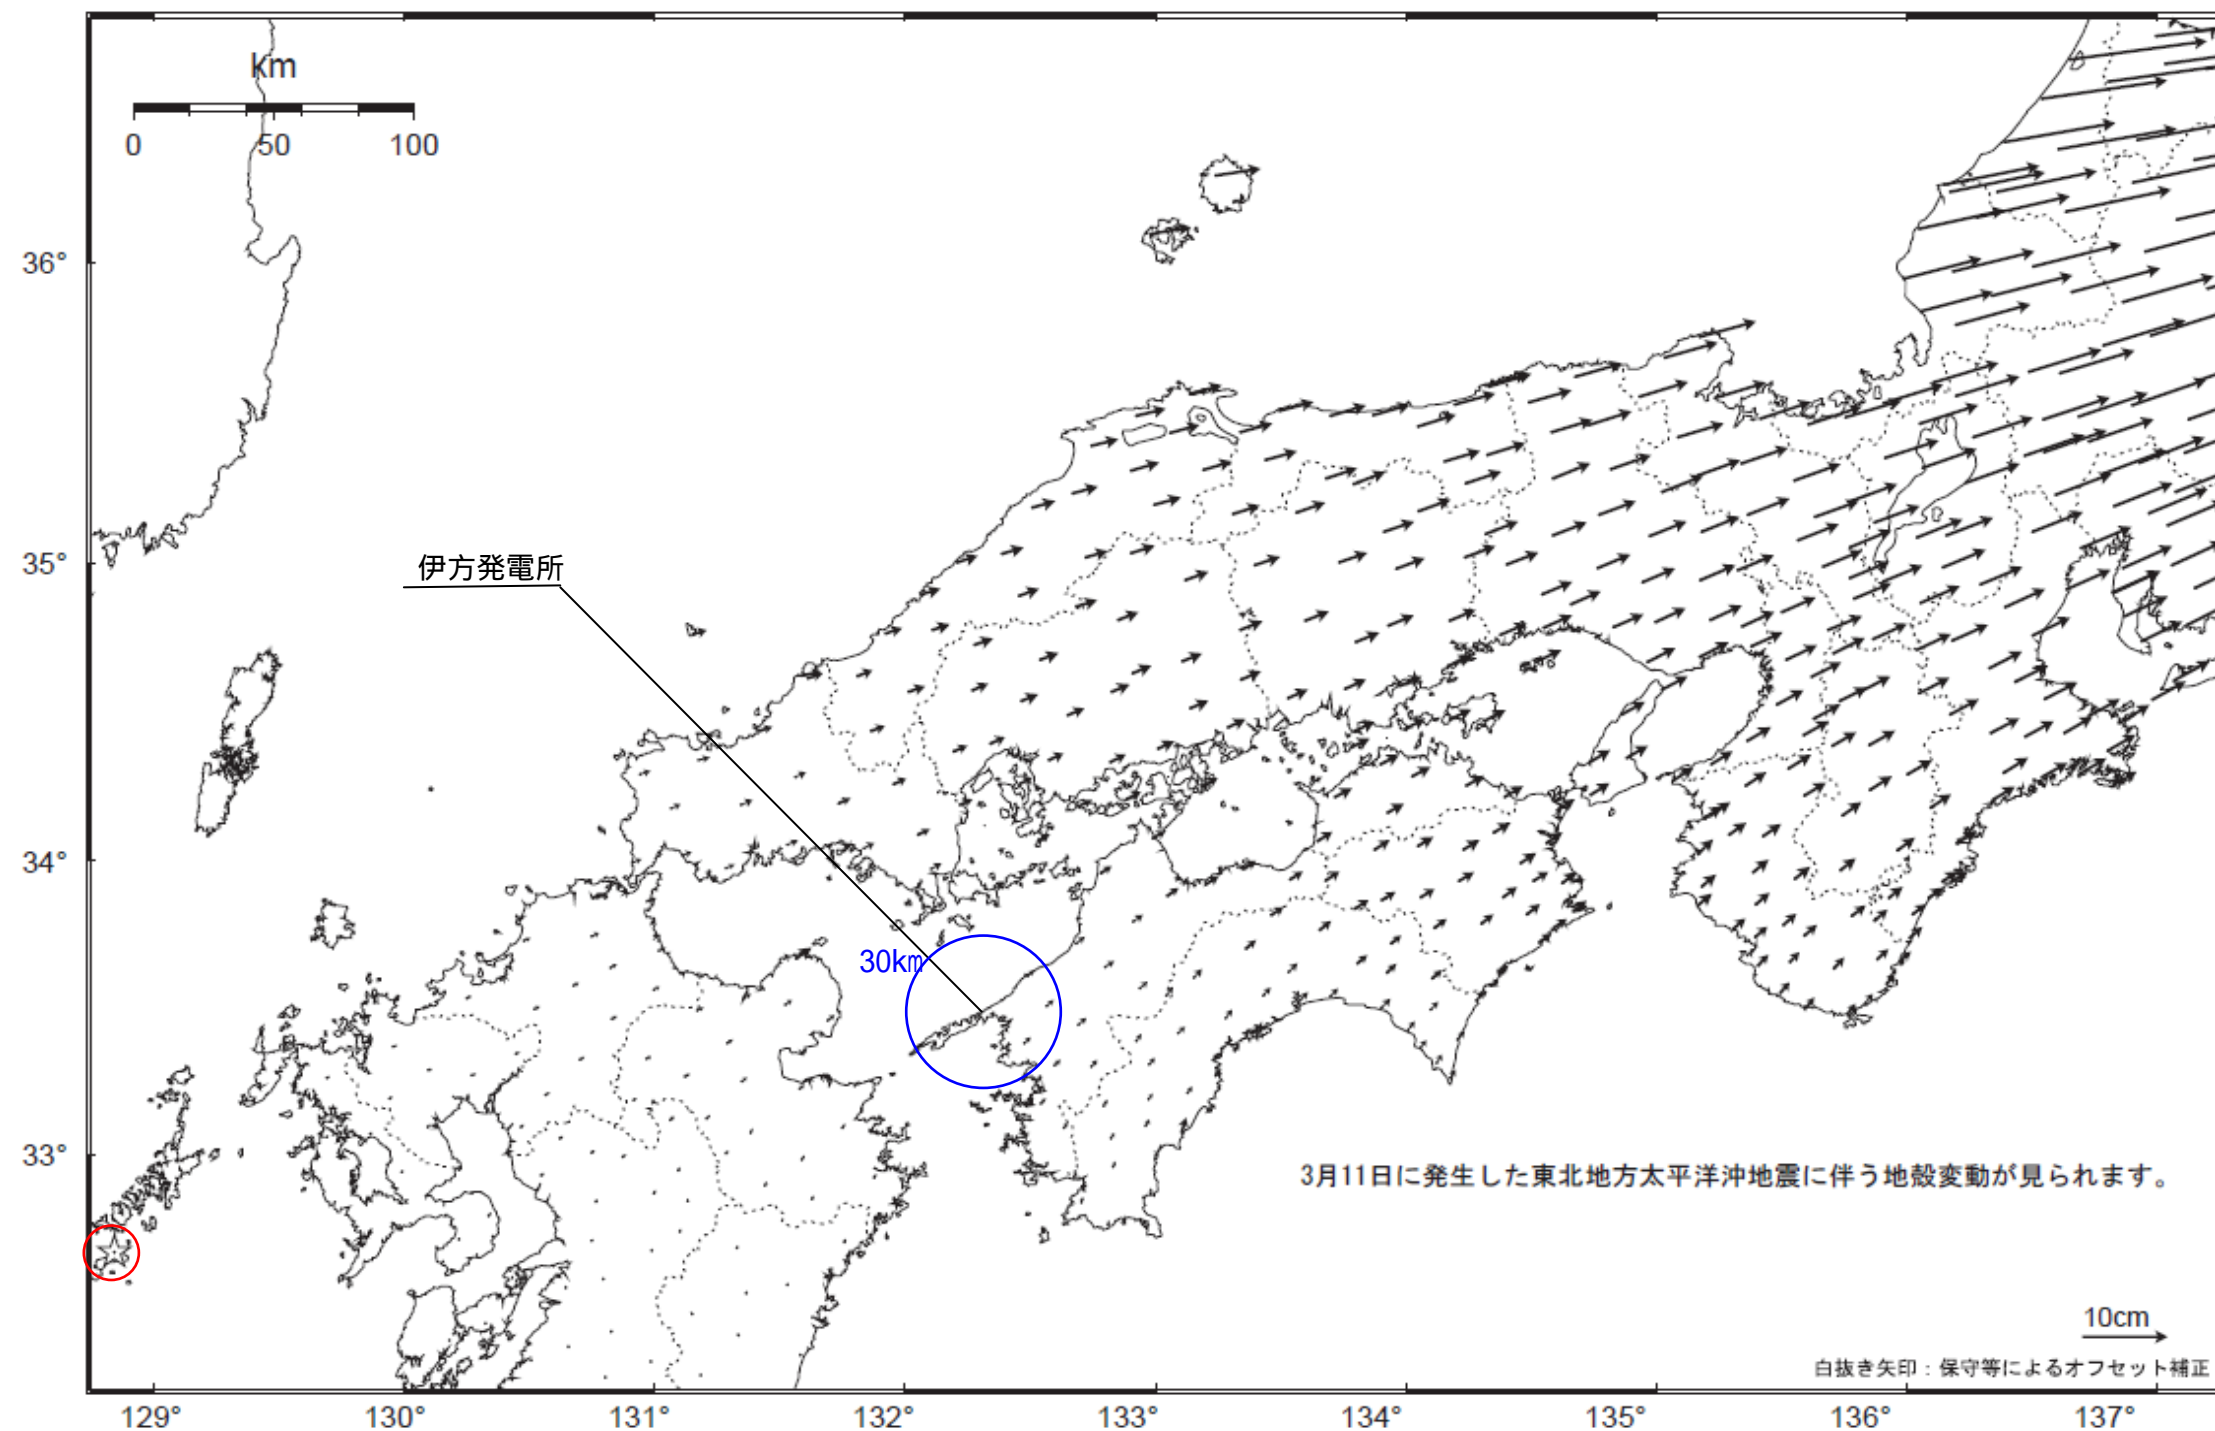 km
0 50 100
36°
35°
伊方発電所
34°
30km
33°
3月11日に発生した東北地方太平洋沖地震に伴う地殻変動が見られます。
10cm
白抜き矢印：保守等によるオフセット補正
129° 130° 131° 132° 133° 134° 135° 136° 137°